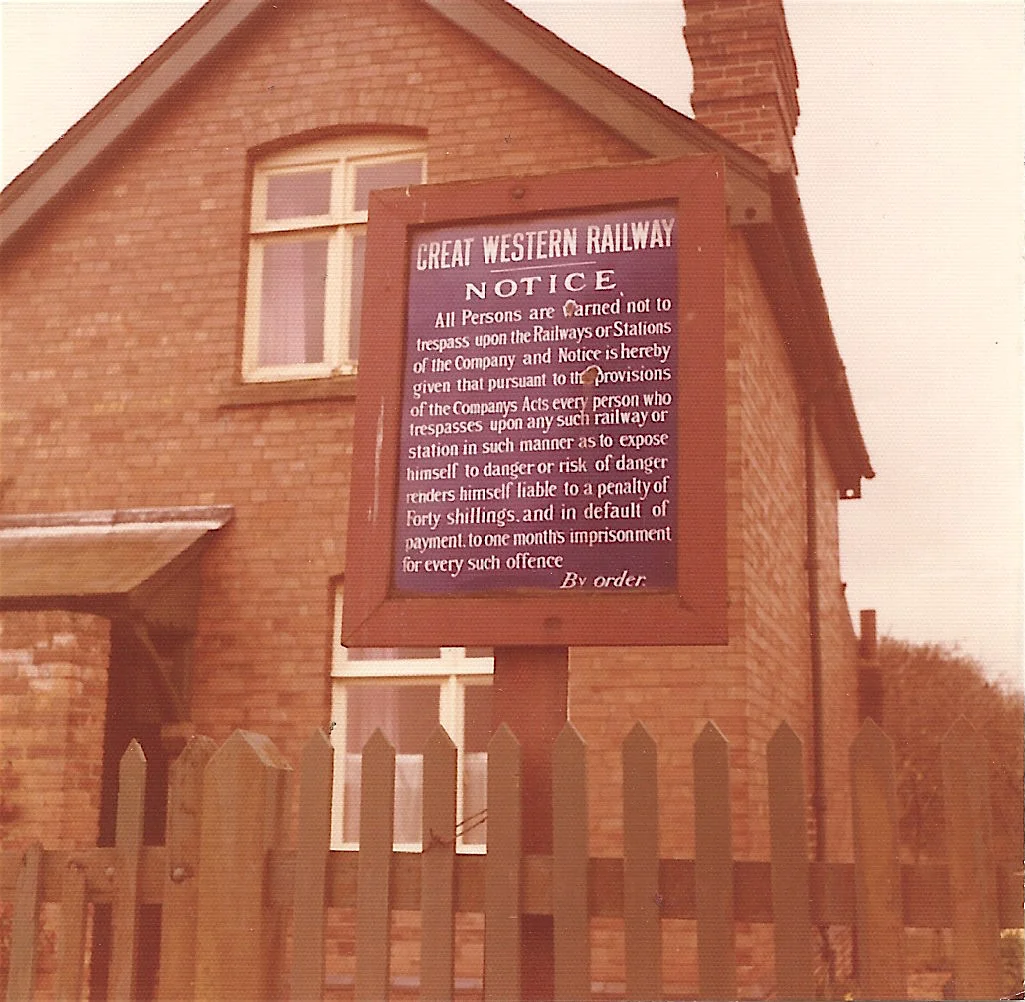 GREAT WESTERN RAILWAY
NOTICE.
All Persons are warned not to
trespass upon the Railways or Stations
of the Company and Notice is hereby
given that pursuant to the provisions
of the Companys Acts every person who
trespasses upon any such railway or
station in such manner as to expose
himself to danger or risk of danger
renders himself liable to a penalty of
Forty shillings. and in default of
payment. to one month's imprisonment
for every such offence
By order.